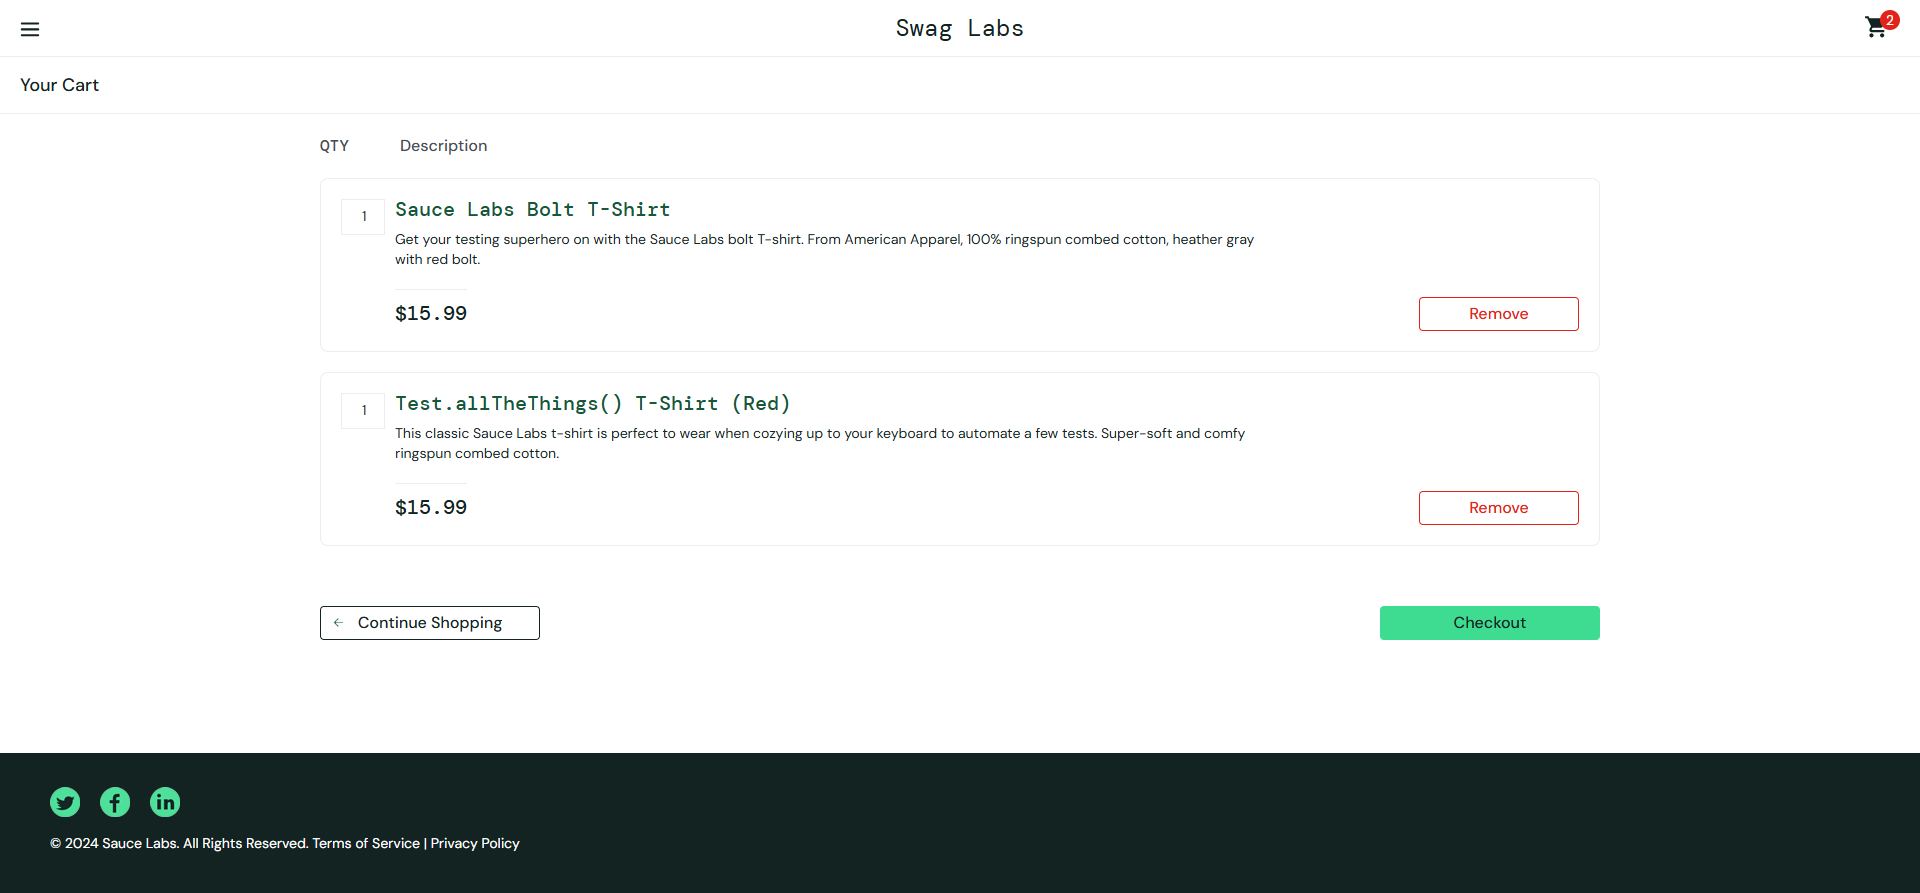 Swag Labs
2
Your Cart
QTY Description
1
Sauce Labs Bolt T-Shirt
Get your testing superhero on with the Sauce Labs bolt T-shirt. From American Apparel, 100% ringspun combed cotton, heather gray
with red bolt.
$15.99
Remove
1
Test.allTheThings() T-Shirt (Red)
This classic Sauce Labs t-shirt is perfect to wear when cozying up to your keyboard to automate a few tests. Super-soft and comfy
ringspun combed cotton.
$15.99
Remove
Continue Shopping
Checkout
© 2024 Sauce Labs. All Rights Reserved. Terms of Service | Privacy Policy